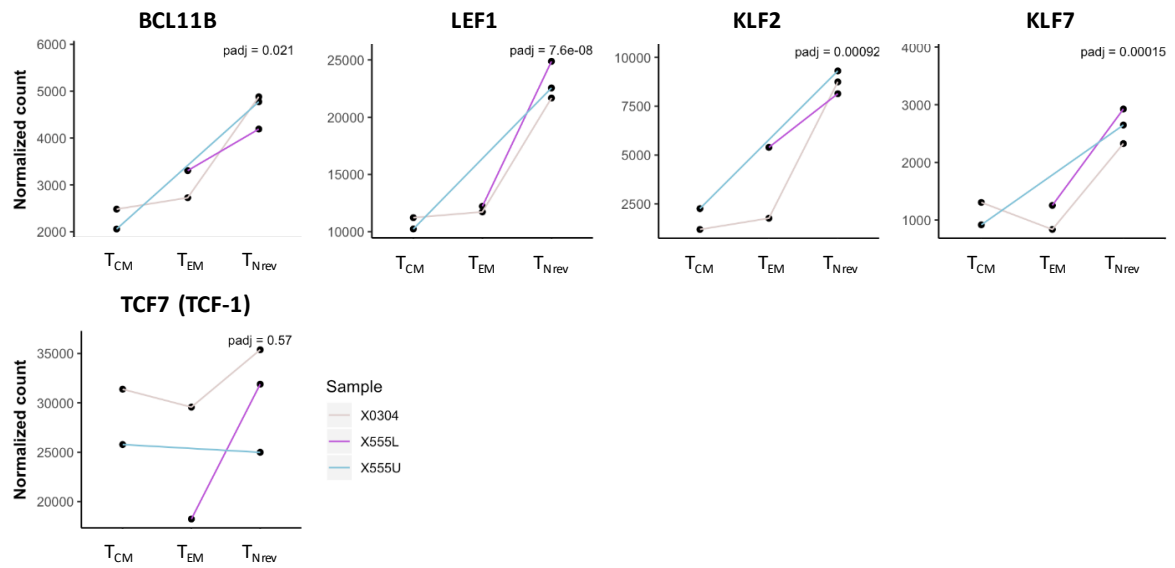 BCL11B LEF1 KLF2 KLF7
padj = 0.021 padj = 7.6e-08 padj = 0.00092 padj = 0.00015
Normalized count
6000
5000
4000
3000
2000
25000
20000
15000
10000
10000
7500
5000
2500
4000
3000
2000
1000
TCM TEM TNrev TCM TEM TNrev TCM TEM TNrev TCM TEM TNrev
TCF7 (TCF-1)
padj = 0.57
Normalized count
35000
30000
25000
20000
TCM TEM TNrev
Sample
X0304
X555L
X555U